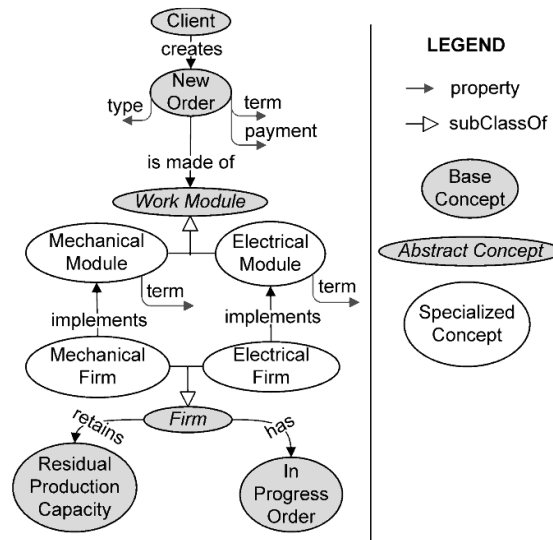 Client
creates
New
Order
type
term
payment
is made of
Work Module
Mechanical
Module
Electrical
Module
term
term
implements
implements
Mechanical
Firm
Electrical
Firm
Firm
retains
has
Residual
Production
Capacity
In
Progress
Order
LEGEND
property
subClassOf
Base
Concept
Abstract Concept
Specialized
Concept